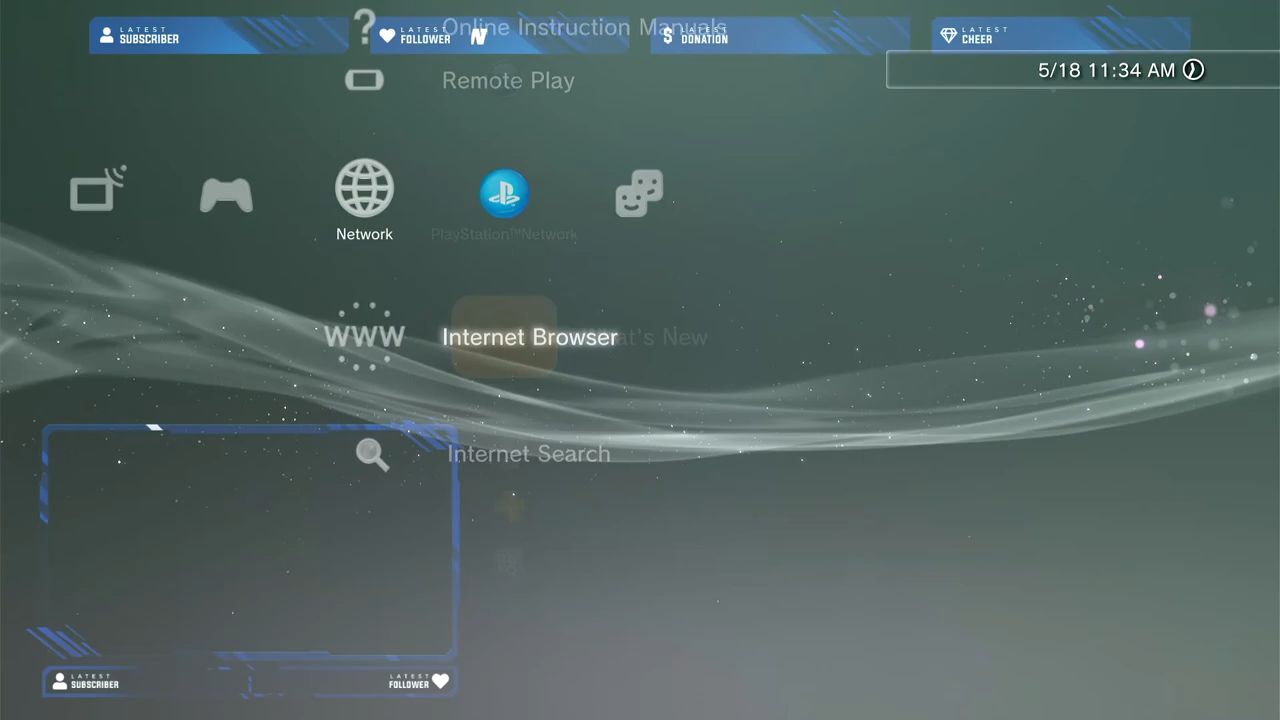 Online Instruction Manuals
LATEST
SUBSCRIBER
LATEST
FOLLOWER
LATEST
DONATION
LATEST
CHEER
Remote Play
5/18 11:34 AM
Network
PlayStation™Network
WWW
Internet Browser
What's New
Internet Search
LATEST
SUBSCRIBER
LATEST
FOLLOWER